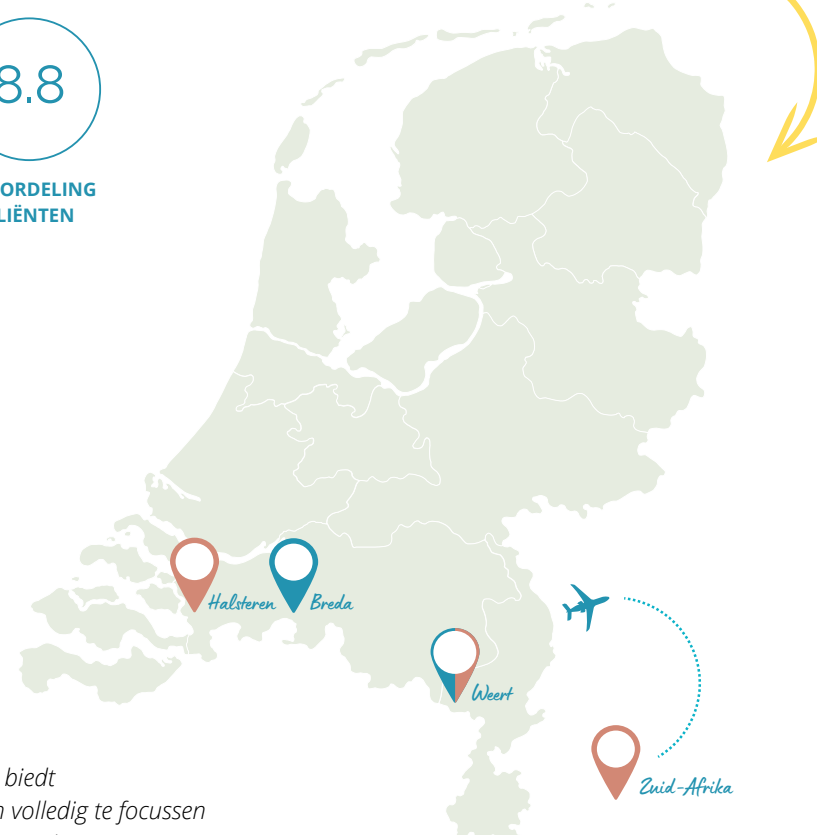 8.8
ORDELING
LIËNTEN
Halsteren
Breda
Weert
Zuid-Afrika
biedt
volledig te focussen